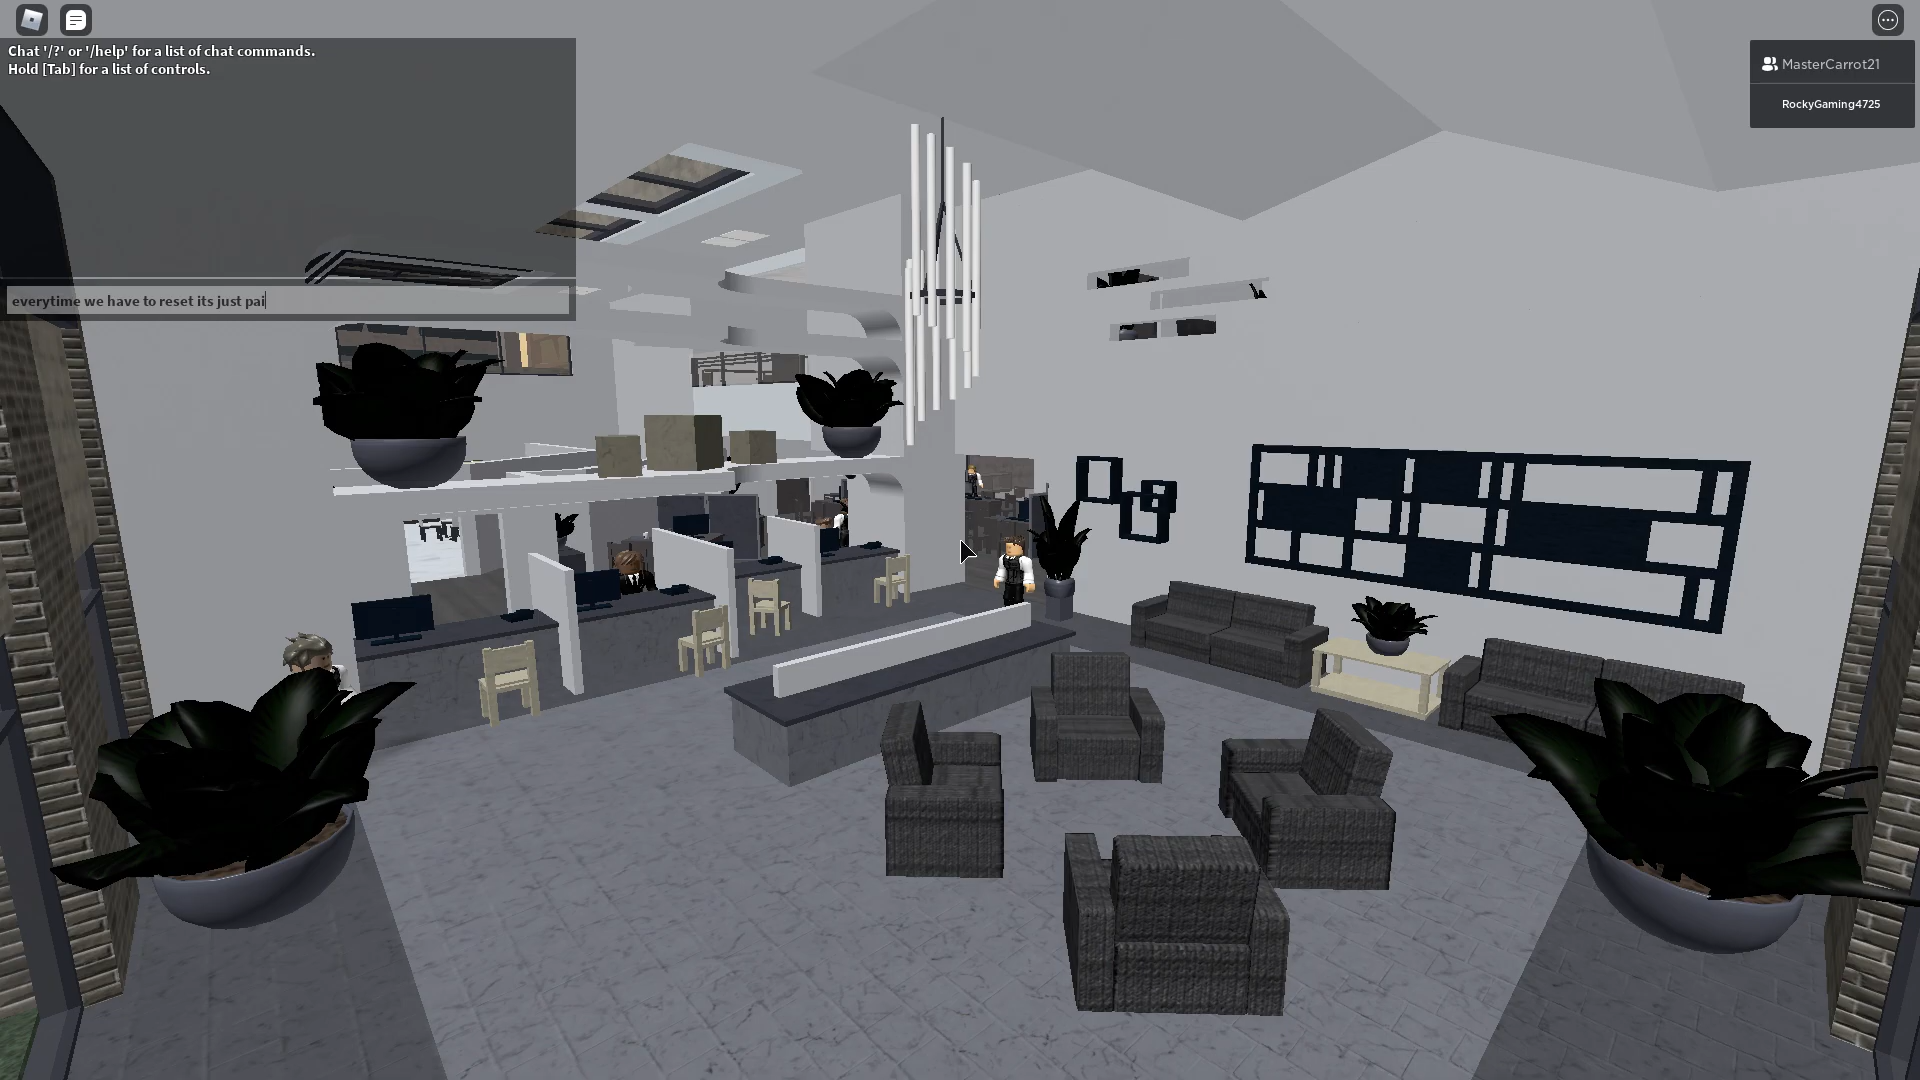 Chat '/?' or '/help' for a list of chat commands.
Hold [Tab] for a list of controls.
MasterCarrot21
RockyGaming4725
everytime we have to reset its just pai